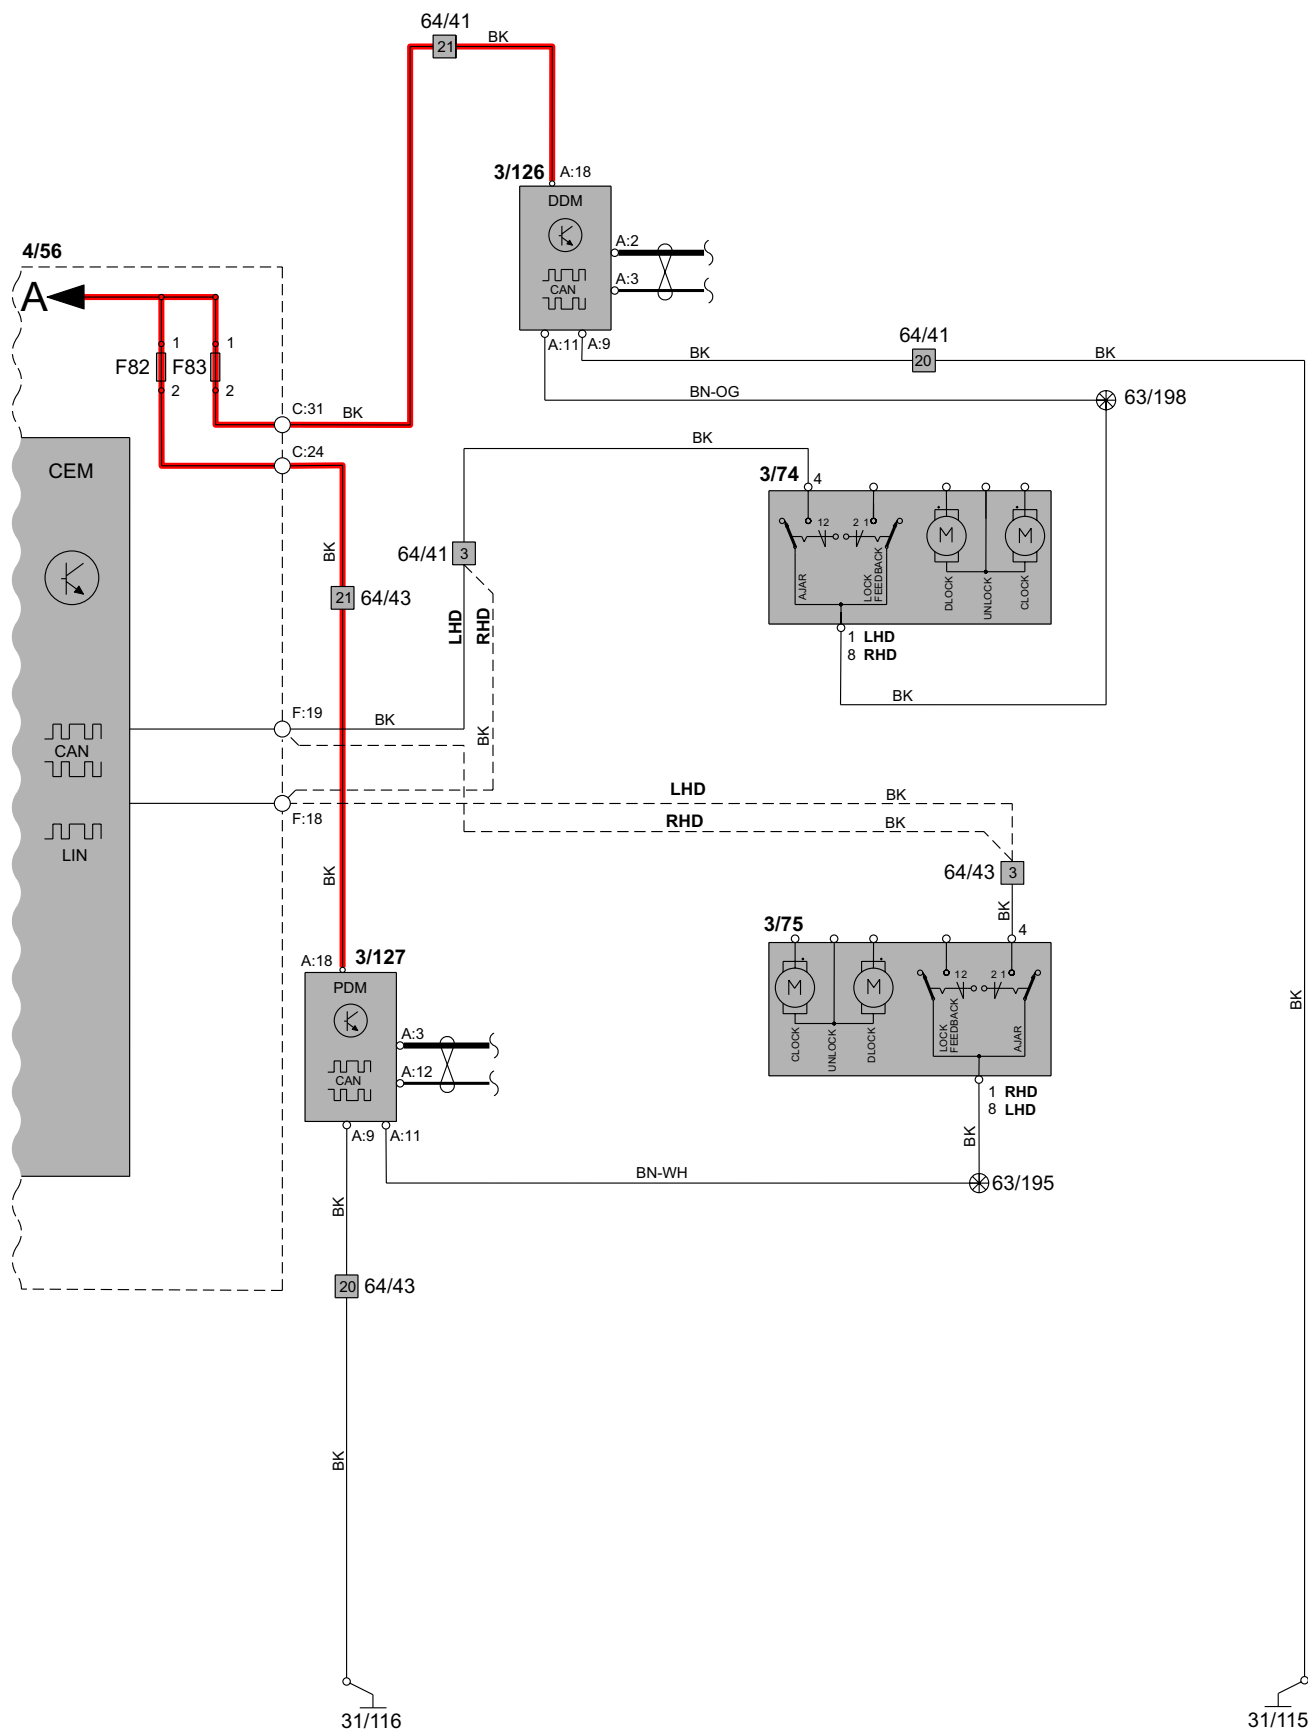 64/41
21
BK
3/126
A:18
DDM
A:2
CAN
A:3
A:11
A:9
4/56
A
1
1
F82
F83
2
2
C:31
BK
C:24
64/41
BK
20
BK
BN-OG
63/198
CEM
BK
3/74
4
12
2 1
M
M
AJAR
LOCK
FEEDBACK
DLOCK
UNLOCK
CLOCK
1 LHD
8 RHD
BK
BK
64/41
3
21
64/43
LHD
RHD
F:19
BK
BK
CAN
F:18
LIN
LHD
BK
RHD
BK
BK
64/43
3
BK
3/75
4
M
M
12
2 1
CLOCK
UNLOCK
DLOCK
LOCK
FEEDBACK
AJAR
1 RHD
8 LHD
BK
BK
A:18
3/127
PDM
A:3
CAN
A:12
A:9
A:11
BN-WH
63/195
BK
20
64/43
BK
31/116
31/115